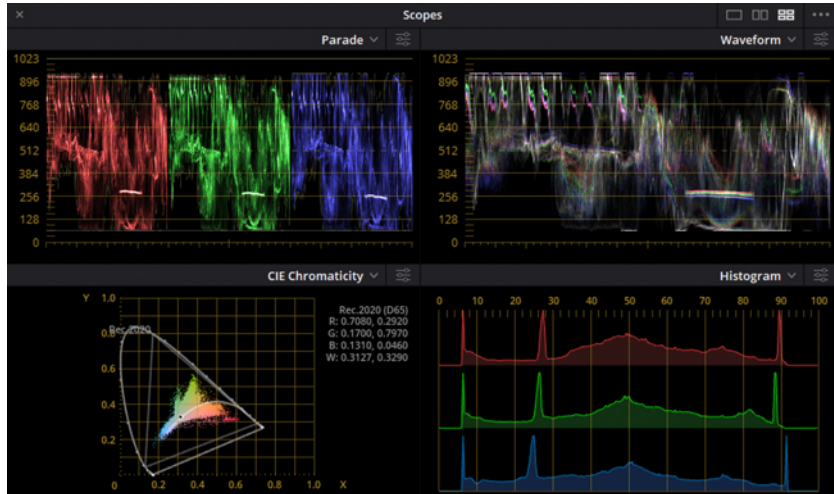 × Scopes •••
Parade
1023
896
768
640
512
384
256
128
0
Waveform
1023
896
768
640
512
384
256
128
0
CIE Chromaticity
Y 1.0
0.8
0.6
0.4
0.2
0 0.2 0.4 0.6 0.8 1.0
X
Rec.2020
Rec.2020 (D65)
R: 0.7080, 0.2920
G: 0.1700, 0.7970
B: 0.1310, 0.0460
W: 0.3127, 0.3290
Histogram
0 10 20 30 40 50 60 70 80 90 100